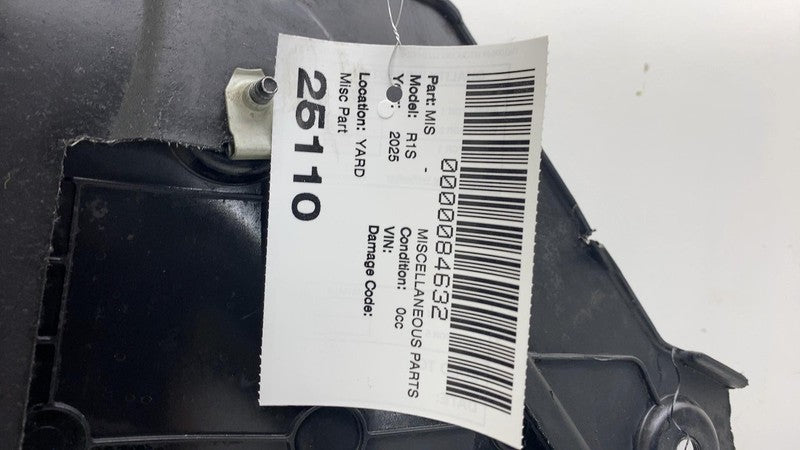 0000084632
Part: MIS - MISCELLANEOUS PARTS
Model: R1S Condition: 0cc
Year: 2025 VIN:
Damage Code:
Location: YARD
Misc Part
25110